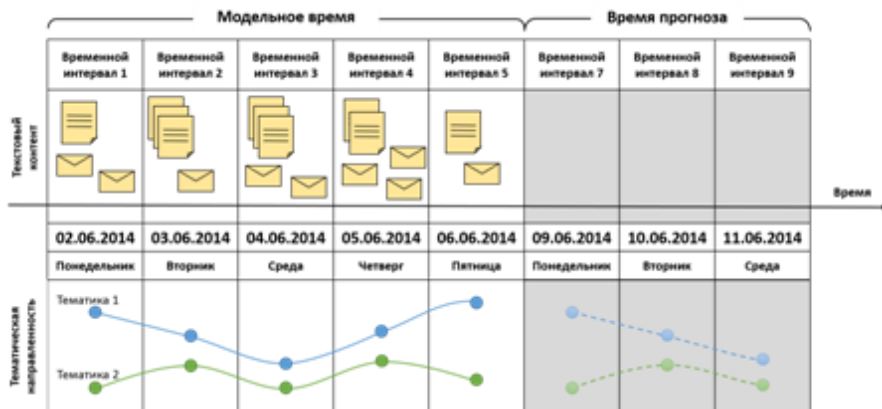 Модельное время
Время прогноза
Временной интервал 1
Временной интервал 2
Временной интервал 3
Временной интервал 4
Временной интервал 5
Временной интервал 7
Временной интервал 8
Временной интервал 9
Текстовый контент
Время
02.06.2014
03.06.2014
04.06.2014
05.06.2014
06.06.2014
09.06.2014
10.06.2014
11.06.2014
Понедельник
Вторник
Среда
Четверг
Пятница
Понедельник
Вторник
Среда
Тематическая направленность
Тематика 1
Тематика 2